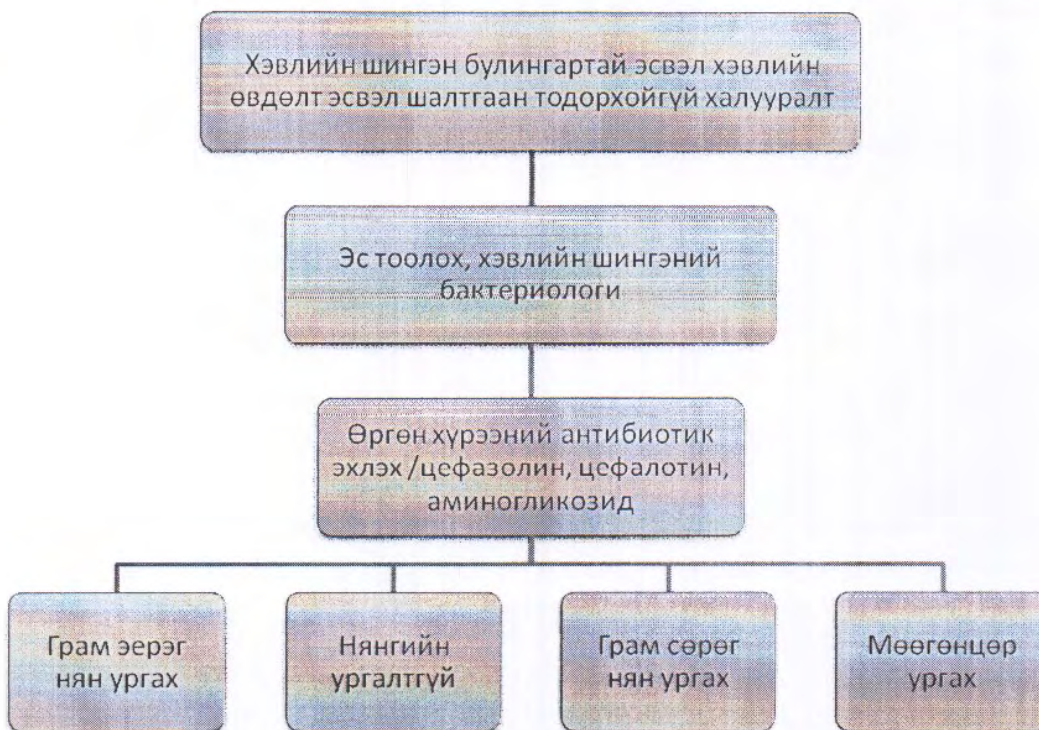 Хэвлийн шингэн булингартай эсвэл хэвлийн
өвдөлт эсвэл шалтгаан тодорхойгүй халууралт
Эс тоолох, хэвлийн шингэний
бактериологи
Өргөн хүрээний антибиотик
эхлэх /цефазолин, цефалотин,
аминогликозид
Грам эерэг
нян ургах
Нянгийн
ургалтгүй
Грам сөрөг
нян ургах
Мөөгөнцөр
ургах